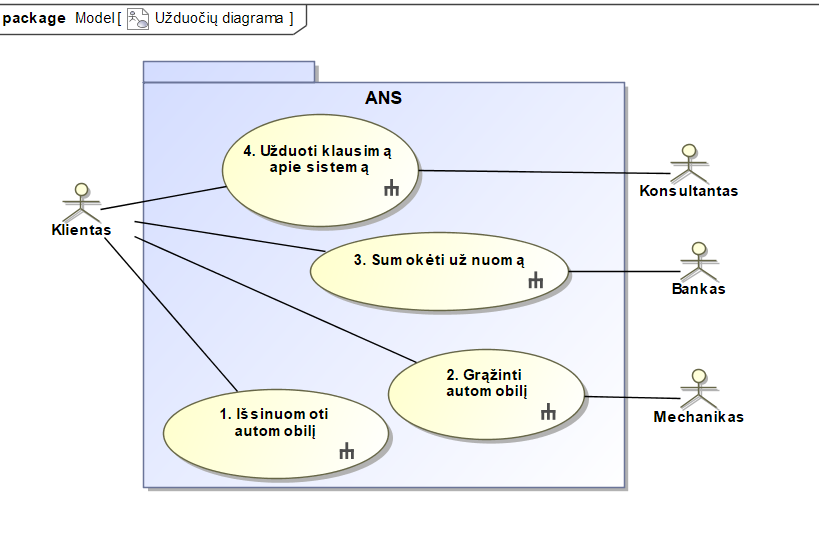 package Model [ Užduočių diagrama ]
ANS
4. Užduoti klausimą
apie sistemą
Konsultantas
Klientas
3. Sumokėti už nuomą
Bankas
2. Grąžinti
automobilį
Mechanikas
1. Išsinuomoti
automobilį